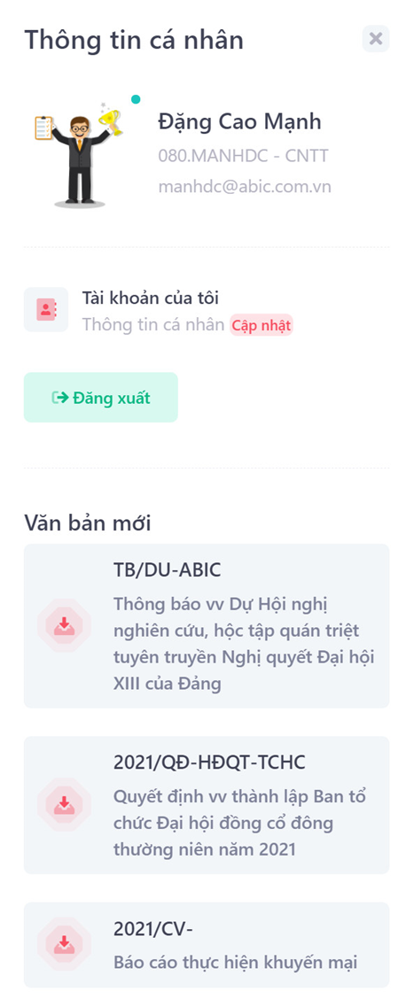 Thông tin cá nhân
Đặng Cao Mạnh
080.MANHDC - CNTT
manhdc@abic.com.vn
Tài khoản của tôi
Thông tin cá nhân Cập nhật
Đăng xuất
Văn bản mới
TB/DU-ABIC
Thông báo vv Dự Hội nghị
nghiên cứu, hộc tập quán triệt
tuyên truyền Nghị quyết Đại hội
XIII của Đảng
2021/QĐ-HĐQT-TCHC
Quyết định vv thành lập Ban tổ
chức Đại hội đồng cổ đông
thường niên năm 2021
2021/CV-
Báo cáo thực hiện khuyến mại